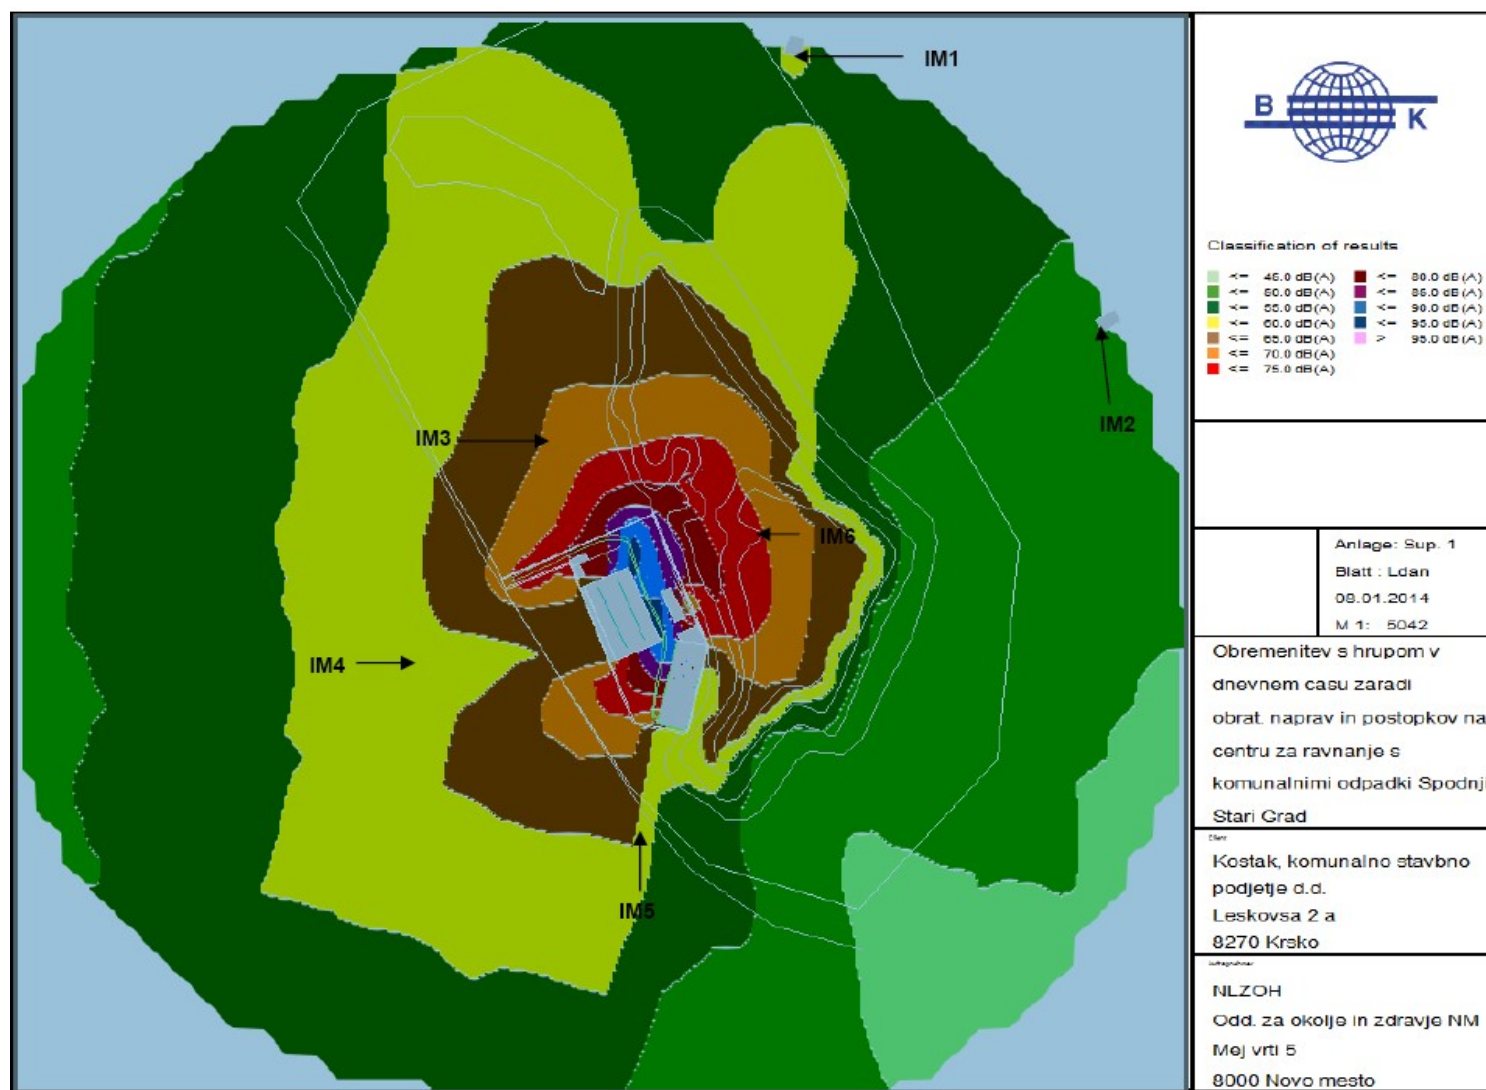 IM1
IM2
IM3
IM4
IM5
IM6
B K
Classification of results
<= 45.0 dB(A)
<= 50.0 dB(A)
<= 55.0 dB(A)
<= 60.0 dB(A)
<= 65.0 dB(A)
<= 70.0 dB(A)
<= 75.0 dB(A)
<= 80.0 dB(A)
<= 85.0 dB(A)
<= 90.0 dB(A)
<= 95.0 dB(A)
> 95.0 dB(A)
Anlage: Sup. 1
Blatt : Ldan
08.01.2014
M 1: 5042
Obremenitev s hrupom v
dnevnem casu zaradi
obrat. naprav in postopkov na
centru za ravnanje s
komunalnimi odpadki Spodnji
Stari Grad
Kostak, komunalno stavbno
podjetje d.d.
Leskovsa 2 a
8270 Krsko
NLZOH
Odd. za okolje in zdravje NM
Mej vrti 5
8000 Novo mesto